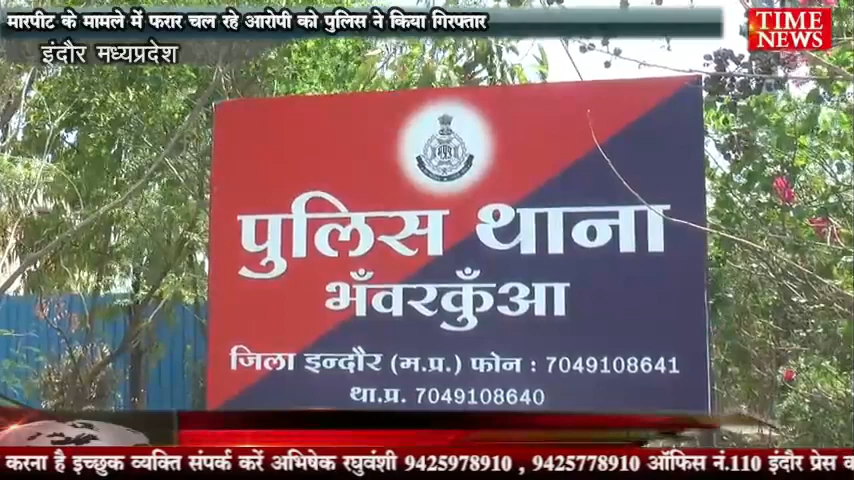 मारपीट के मामले में फरार चल रहे आरोपी को पुलिस ने किया गिरफ्तार
इंदौर मध्यप्रदेश
TIME
NEWS
पुलिस थाना
भँवरकुँआ
जिला इन्दौर (म.प्र.) फोन : 7049108641
था.प्र. 7049108640
करना है इच्छुक व्यक्ति संपर्क करें अभिषेक रघुवंशी 9425978910 , 9425778910 ऑफिस नं.110 इंदौर प्रेस क